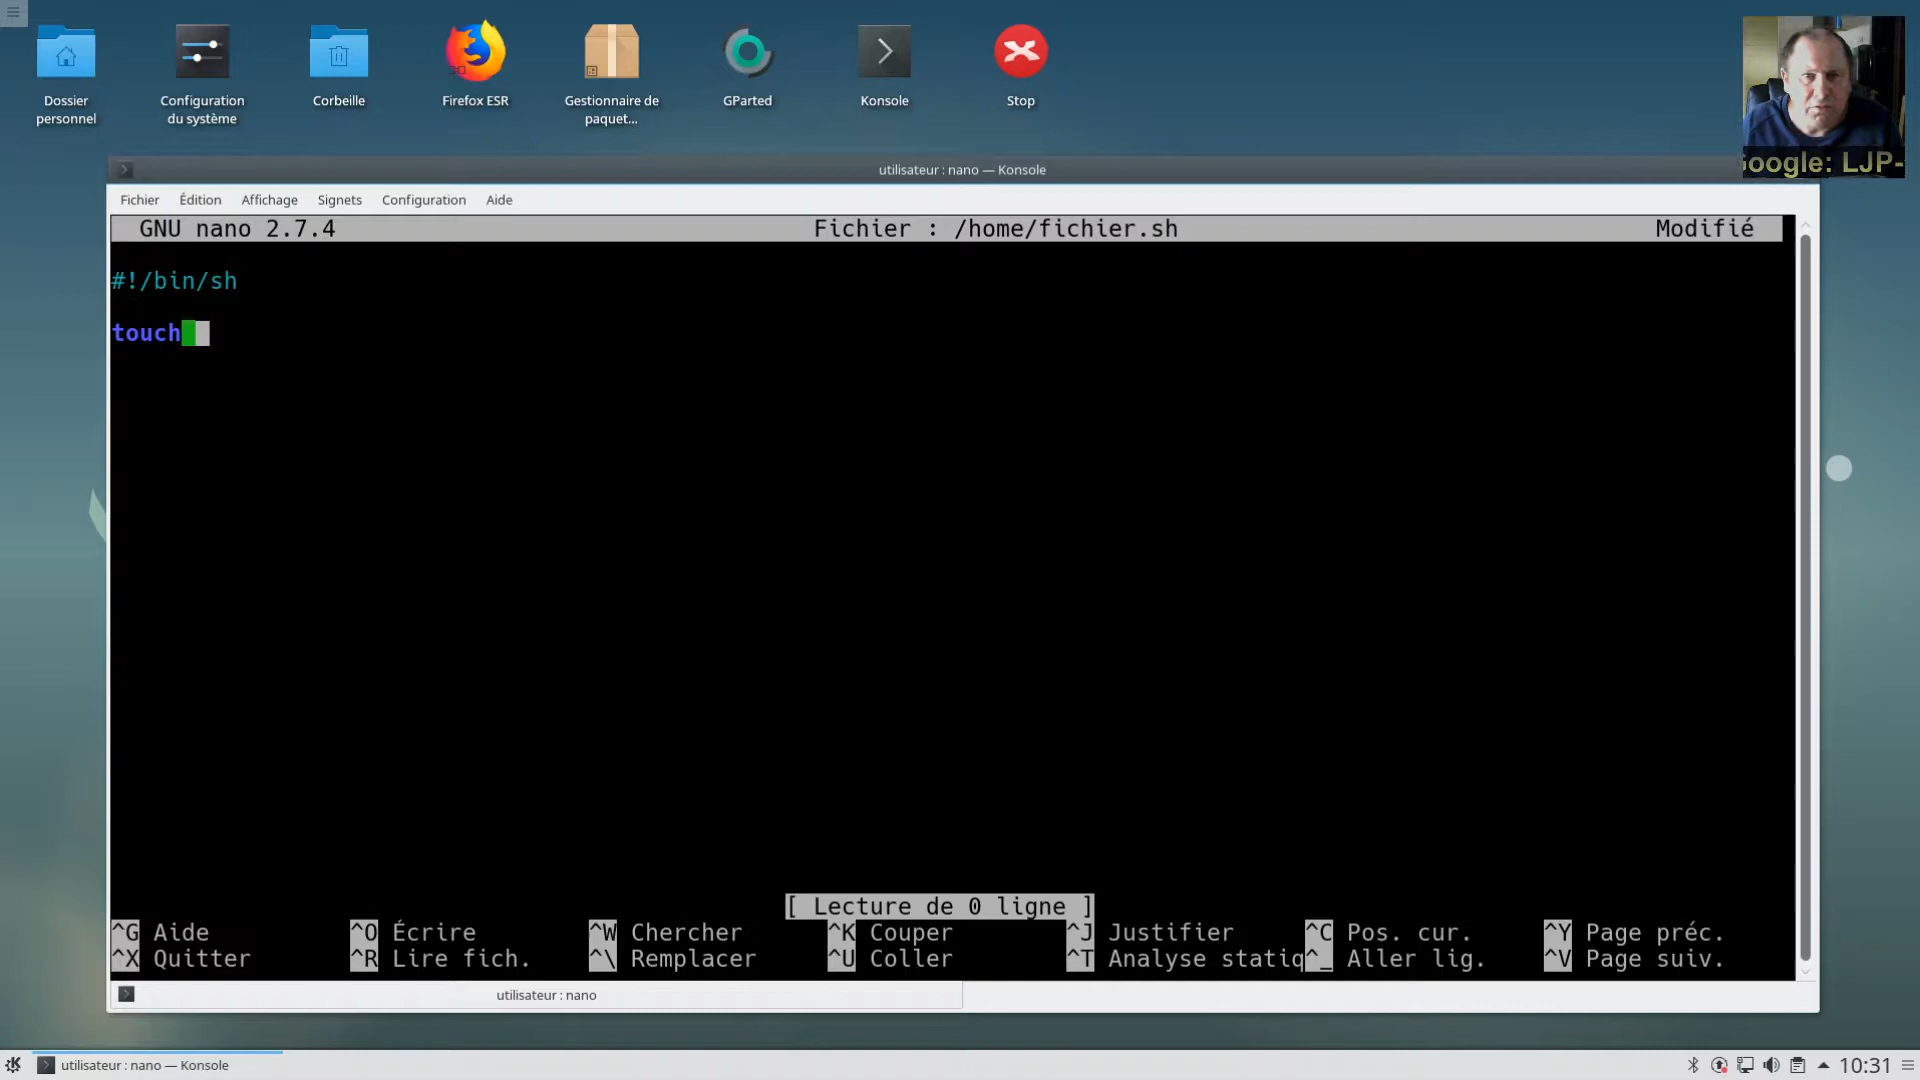 Dossier
personnel
Configuration
du système
Corbeille
Firefox ESR
Gestionnaire de
paquet...
GParted
Konsole
Stop
oogle: LJP-
utilisateur : nano — Konsole
Fichier Édition Affichage Signets Configuration Aide
GNU nano 2.7.4 Fichier : /home/fichier.sh Modifié
#!/bin/sh
touch
[ Lecture de 0 ligne ]
^G Aide ^O Écrire ^W Chercher ^K Couper ^J Justifier ^C Pos. cur. ^Y Page préc.
^X Quitter ^R Lire fich. ^\ Remplacer ^U Coller ^T Analyse statiq ^_ Aller lig. ^V Page suiv.
utilisateur : nano
utilisateur : nano — Konsole
10:31